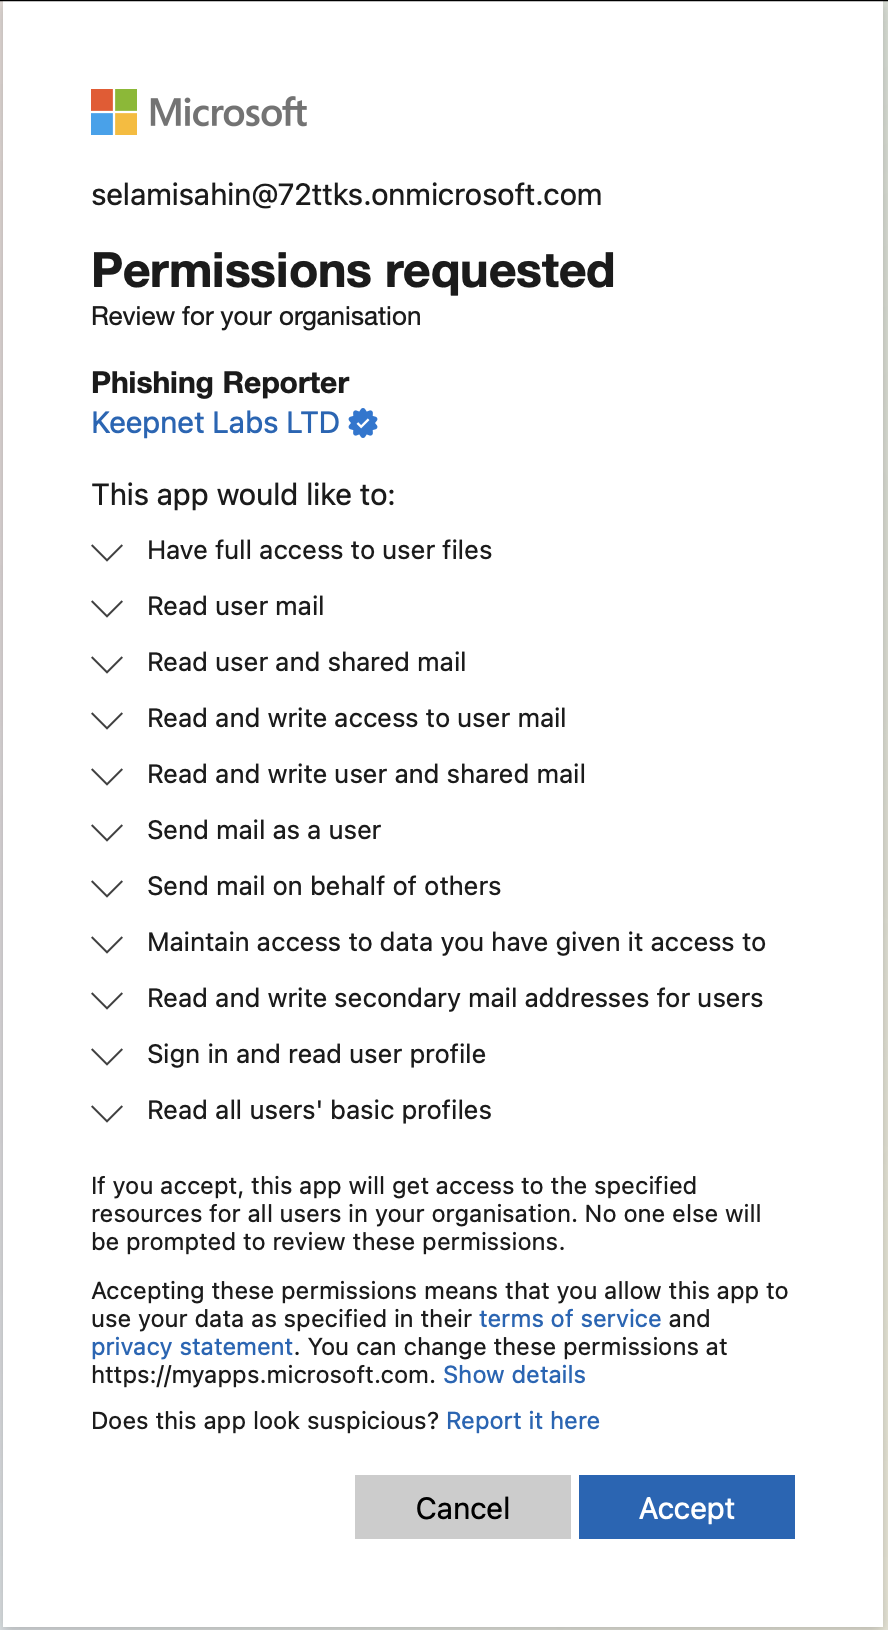 Microsoft
selamisahin@72ttks.onmicrosoft.com
Permissions requested
Review for your organisation
Phishing Reporter
Keepnet Labs LTD
This app would like to:
Have full access to user files
Read user mail
Read user and shared mail
Read and write access to user mail
Read and write user and shared mail
Send mail as a user
Send mail on behalf of others
Maintain access to data you have given it access to
Read and write secondary mail addresses for users
Sign in and read user profile
Read all users' basic profiles
If you accept, this app will get access to the specified
resources for all users in your organisation. No one else will
be prompted to review these permissions.
Accepting these permissions means that you allow this app to
use your data as specified in their terms of service and
privacy statement. You can change these permissions at
https://myapps.microsoft.com. Show details
Does this app look suspicious? Report it here
Cancel Accept